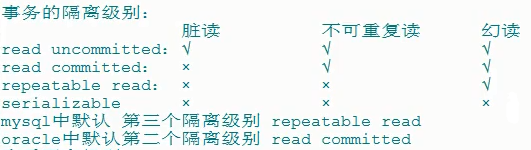 事务的隔离级别：
脏读 不可重复读 幻读
read uncommitted: √ √ √
read committed: × √ √
repeatable read: × × √
serializable × × ×
mysql中默认 第三个隔离级别 repeatable read
oracle中默认第二个隔离级别 read committed